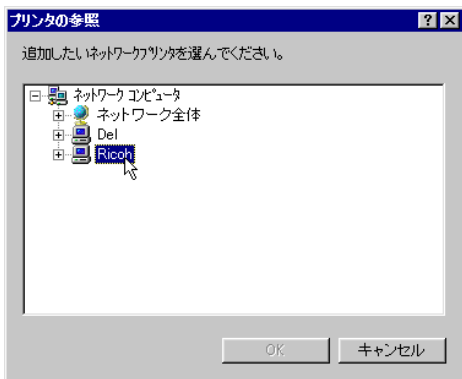 プリンタの参照
追加したいネットワークプリンタを選んでください。
ネットワーク コンピュータ
ネットワーク全体
Del
Ricoh
OK
キャンセル